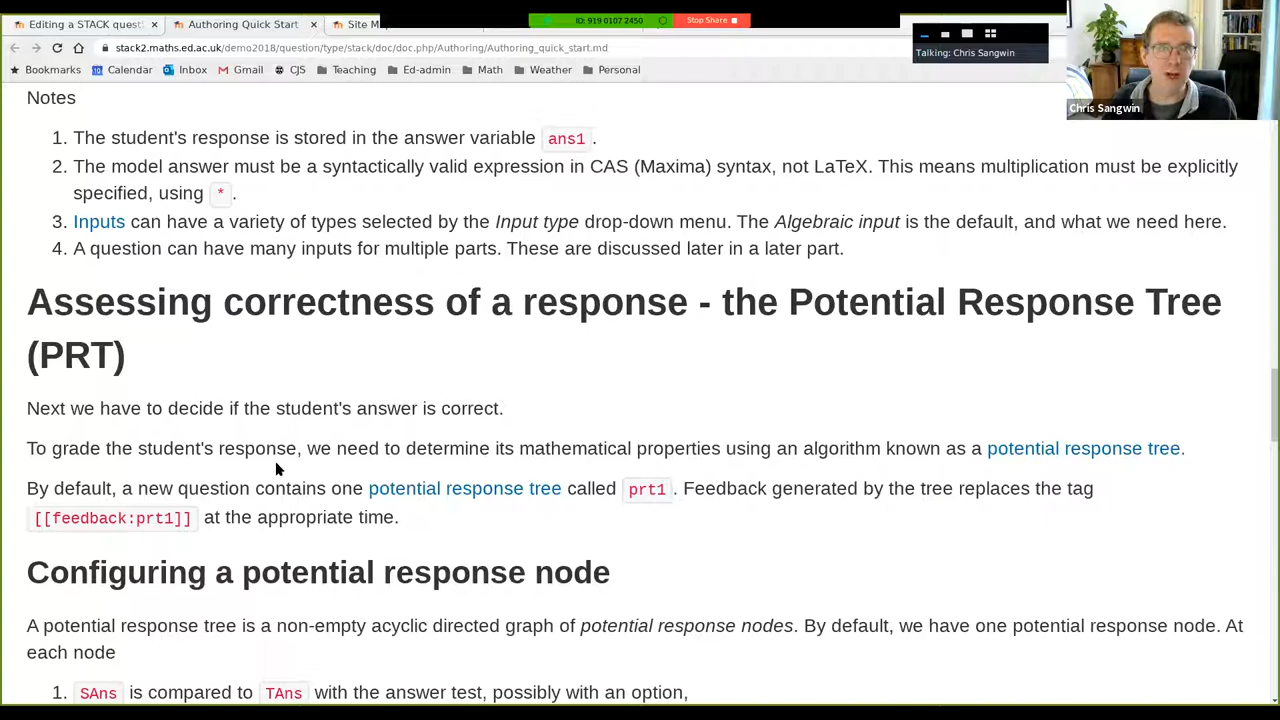 Editing a STACK quest
Authoring Quick Start
Site M
ID: 919 0107 2450
Stop Share
stack2.maths.ed.ac.uk/demo2018/question/type/stack/doc/doc.php/Authoring/Authoring_quick_start.md
Talking: Chris Sangwin
Bookmarks Calendar Inbox Gmail CJS Teaching Ed-admin Math Weather Personal
Chris Sangwin
Notes
1. The student's response is stored in the answer variable ans1.
2. The model answer must be a syntactically valid expression in CAS (Maxima) syntax, not LaTeX. This means multiplication must be explicitly
specified, using *.
3. Inputs can have a variety of types selected by the Input type drop-down menu. The Algebraic input is the default, and what we need here.
4. A question can have many inputs for multiple parts. These are discussed later in a later part.
Assessing correctness of a response - the Potential Response Tree
(PRT)
Next we have to decide if the student's answer is correct.
To grade the student's response, we need to determine its mathematical properties using an algorithm known as a potential response tree.
By default, a new question contains one potential response tree called prt1. Feedback generated by the tree replaces the tag
[[feedback:prt1]] at the appropriate time.
Configuring a potential response node
A potential response tree is a non-empty acyclic directed graph of potential response nodes. By default, we have one potential response node. At
each node
1. SAns is compared to TAns with the answer test, possibly with an option,